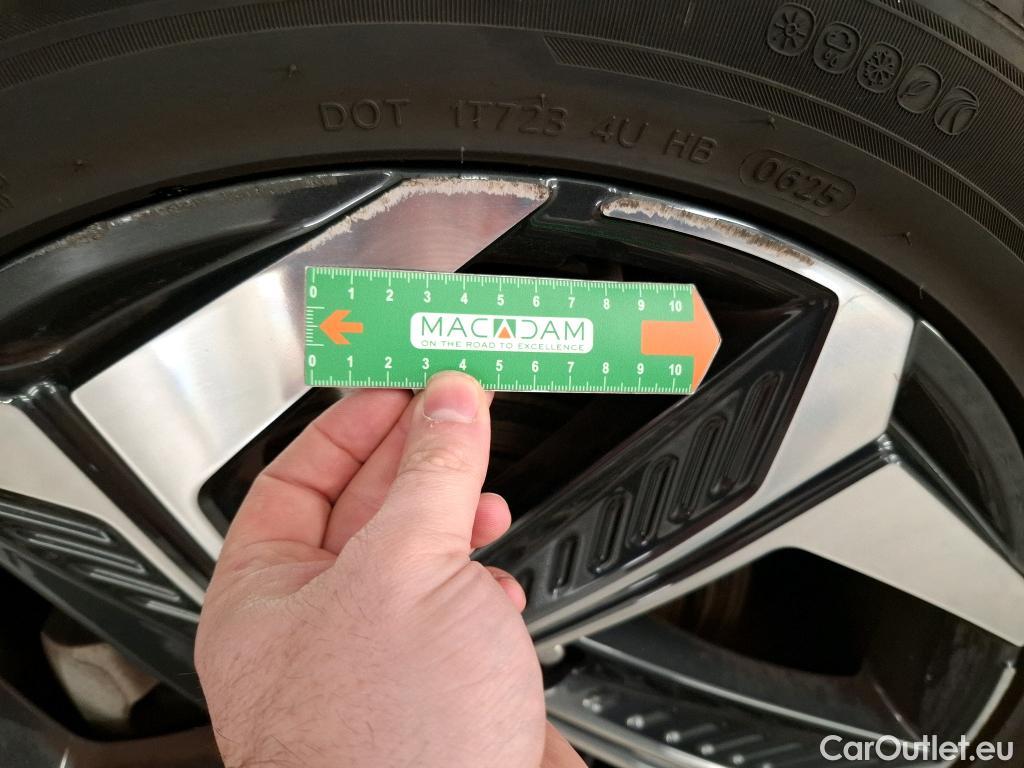 DOT 1T723 4U HB 0625
0 1 2 3 4 5 6 7 8 9 10
MACADAM
ON THE ROAD TO EXCELLENCE
0 1 2 3 4 5 6 7 8 9 10
CarOutlet.eu